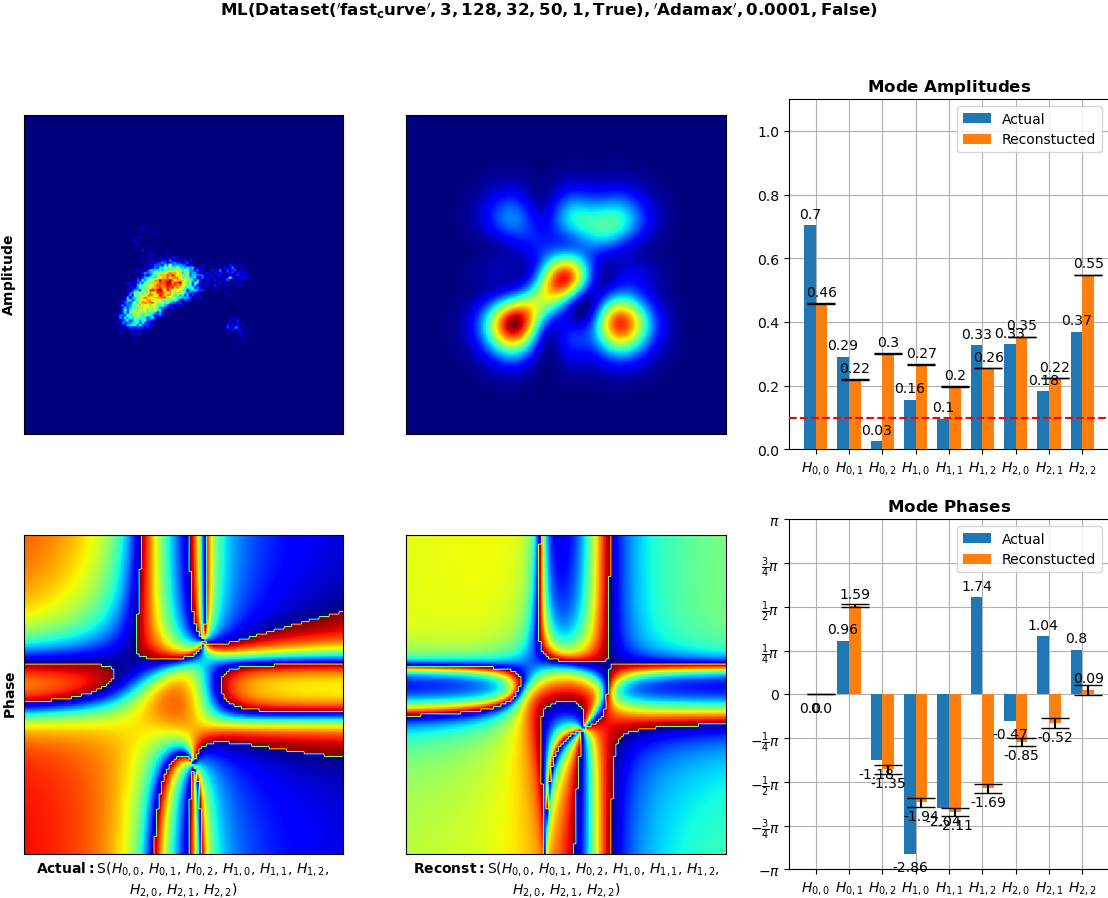 ML(Dataset('fast_curve', 3, 128, 32, 50, 1, True), 'Adamax', 0.0001, False)
Amplitude
Mode Amplitudes
Actual
Reconstucted
1.0
0.8
0.6
0.4
0.2
0.0
0.7
0.46
0.29
0.22
0.03
0.3
0.16
0.27
0.1
0.2
0.33
0.26
0.33
0.35
0.18
0.22
0.37
0.55
H0,0 H0,1 H0,2 H1,0 H1,1 H1,2 H2,0 H2,1 H2,2
Phase
Actual: S(H0,0, H0,1, H0,2, H1,0, H1,1, H1,2,
H2,0, H2,1, H2,2)
Reconst: S(H0,0, H0,1, H0,2, H1,0, H1,1, H1,2,
H2,0, H2,1, H2,2)
Mode Phases
Actual
Reconstucted
π
3/4π
1/2π
1/4π
0
−1/4π
−1/2π
−3/4π
−π
0.0
0.0
0.96
1.59
-1.18
-1.35
-2.86
-1.94
-2.04
-2.11
1.74
-1.69
-0.47
-0.85
1.04
-0.52
0.8
0.09
H0,0 H0,1 H0,2 H1,0 H1,1 H1,2 H2,0 H2,1 H2,2